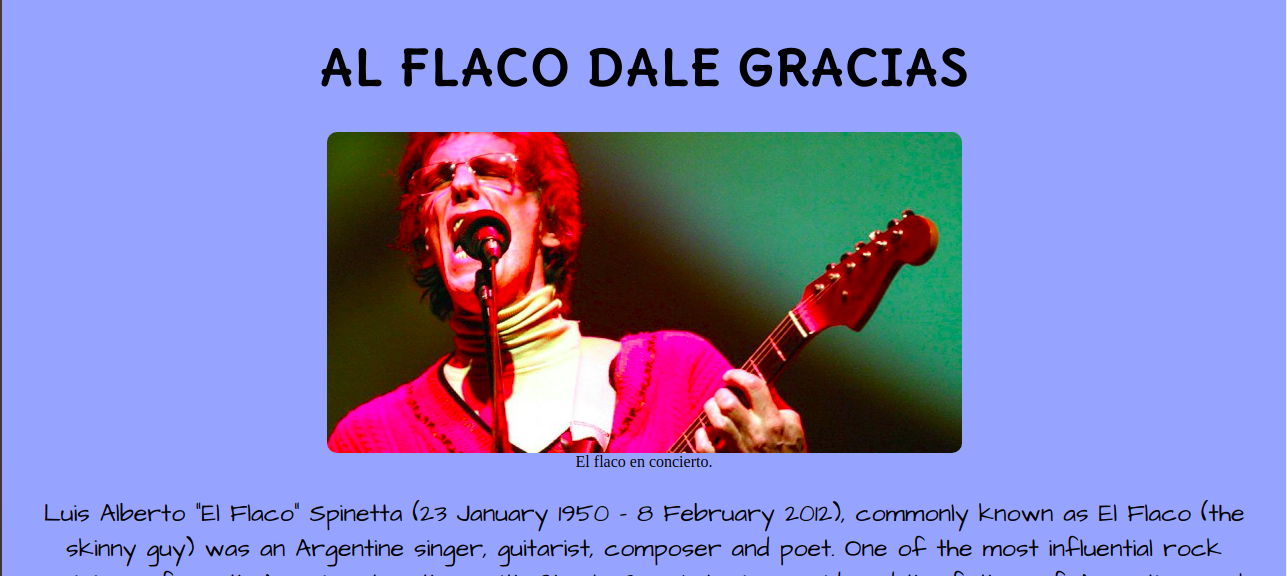 AL FLACO DALE GRACIAS
El flaco en concierto.
Luis Alberto "El Flaco" Spinetta (23 January 1950 - 8 February 2012), commonly known as El Flaco (the
skinny guy) was an Argentine singer, guitarist, composer and poet. One of the most influential rock